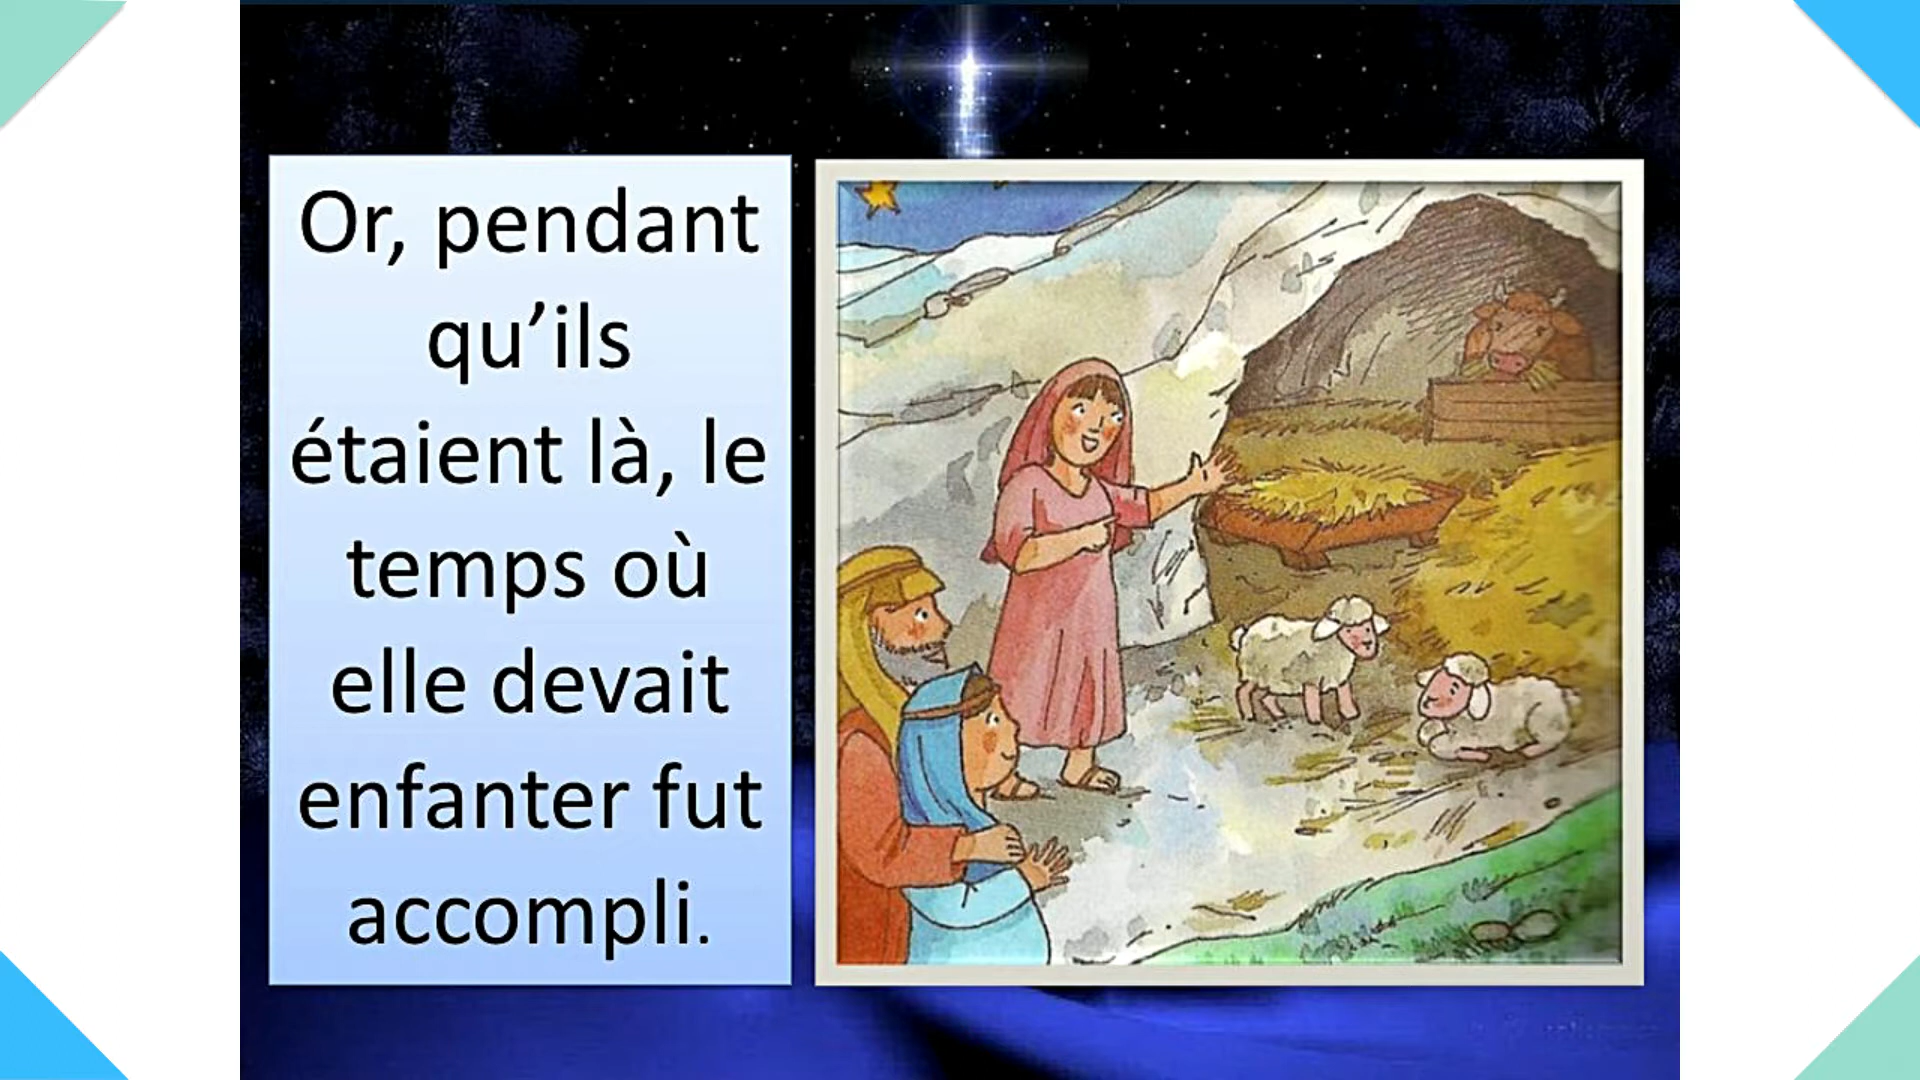 Or, pendant
qu’ils
étaient là, le
temps où
elle devait
enfanter fut
accompli.